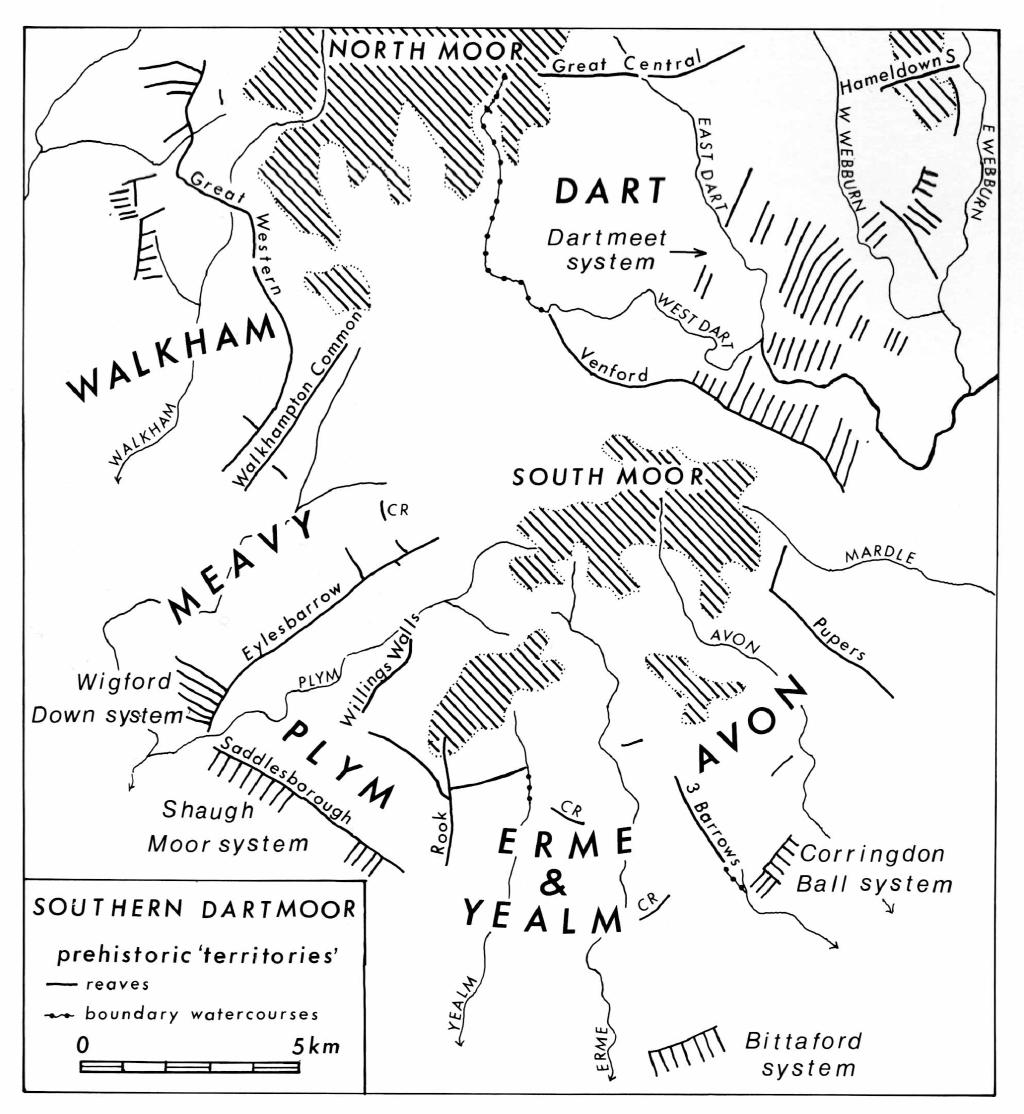 NORTH MOOR
Great Central
Hameldown S
W WEBBURN
E WEBBURN
EAST DART
DART
Dartmeet
system
WEST DART
Venford
Great Western
WALKHAM
WALKHAM
Walkhampton Common
SOUTH MOOR
CR
MEAVY
MARDLE
Eylesbarrow
Pupers
AVON
Willings Walls
PLYM
Wigford
Down system
AVON
PLYM
Saddlesborough
Shaugh
Moor system
Rook
CR
3 Barrows
ERME
&
YEALM
CR
Corringdon
Ball system
YEALM
ERME
Bittaford
system
SOUTHERN DARTMOOR
prehistoric 'territories'
reaves
boundary watercourses
0 5km